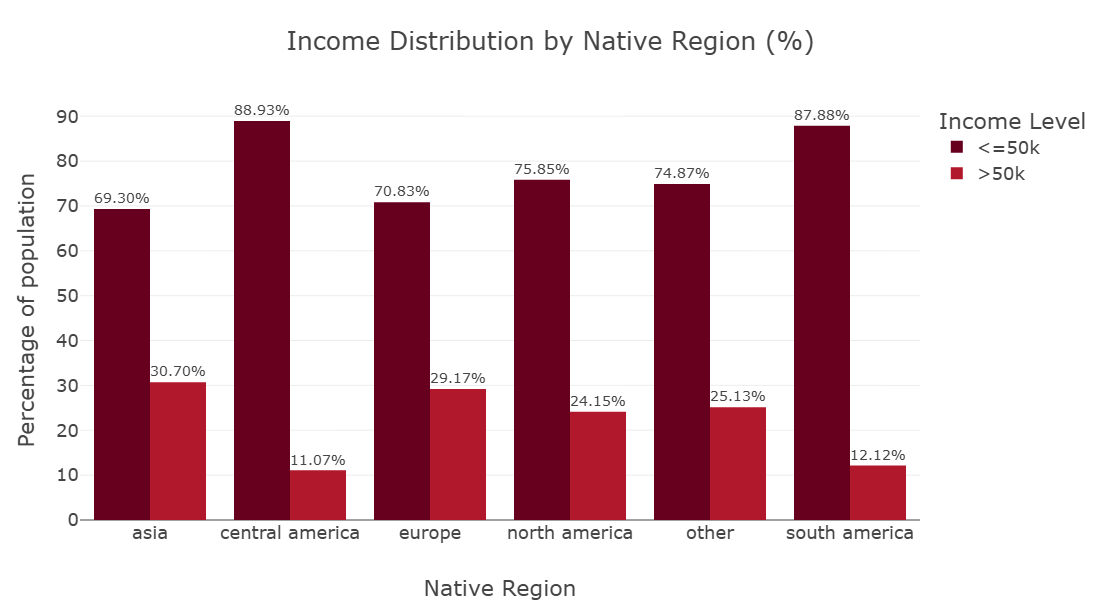 Income Distribution by Native Region (%)
Percentage of population
90
80
70
60
50
40
30
20
10
0
69.30%
30.70%
88.93%
11.07%
70.83%
29.17%
75.85%
24.15%
74.87%
25.13%
87.88%
12.12%
asia
central america
europe
north america
other
south america
Native Region
Income Level
<=50k
>50k